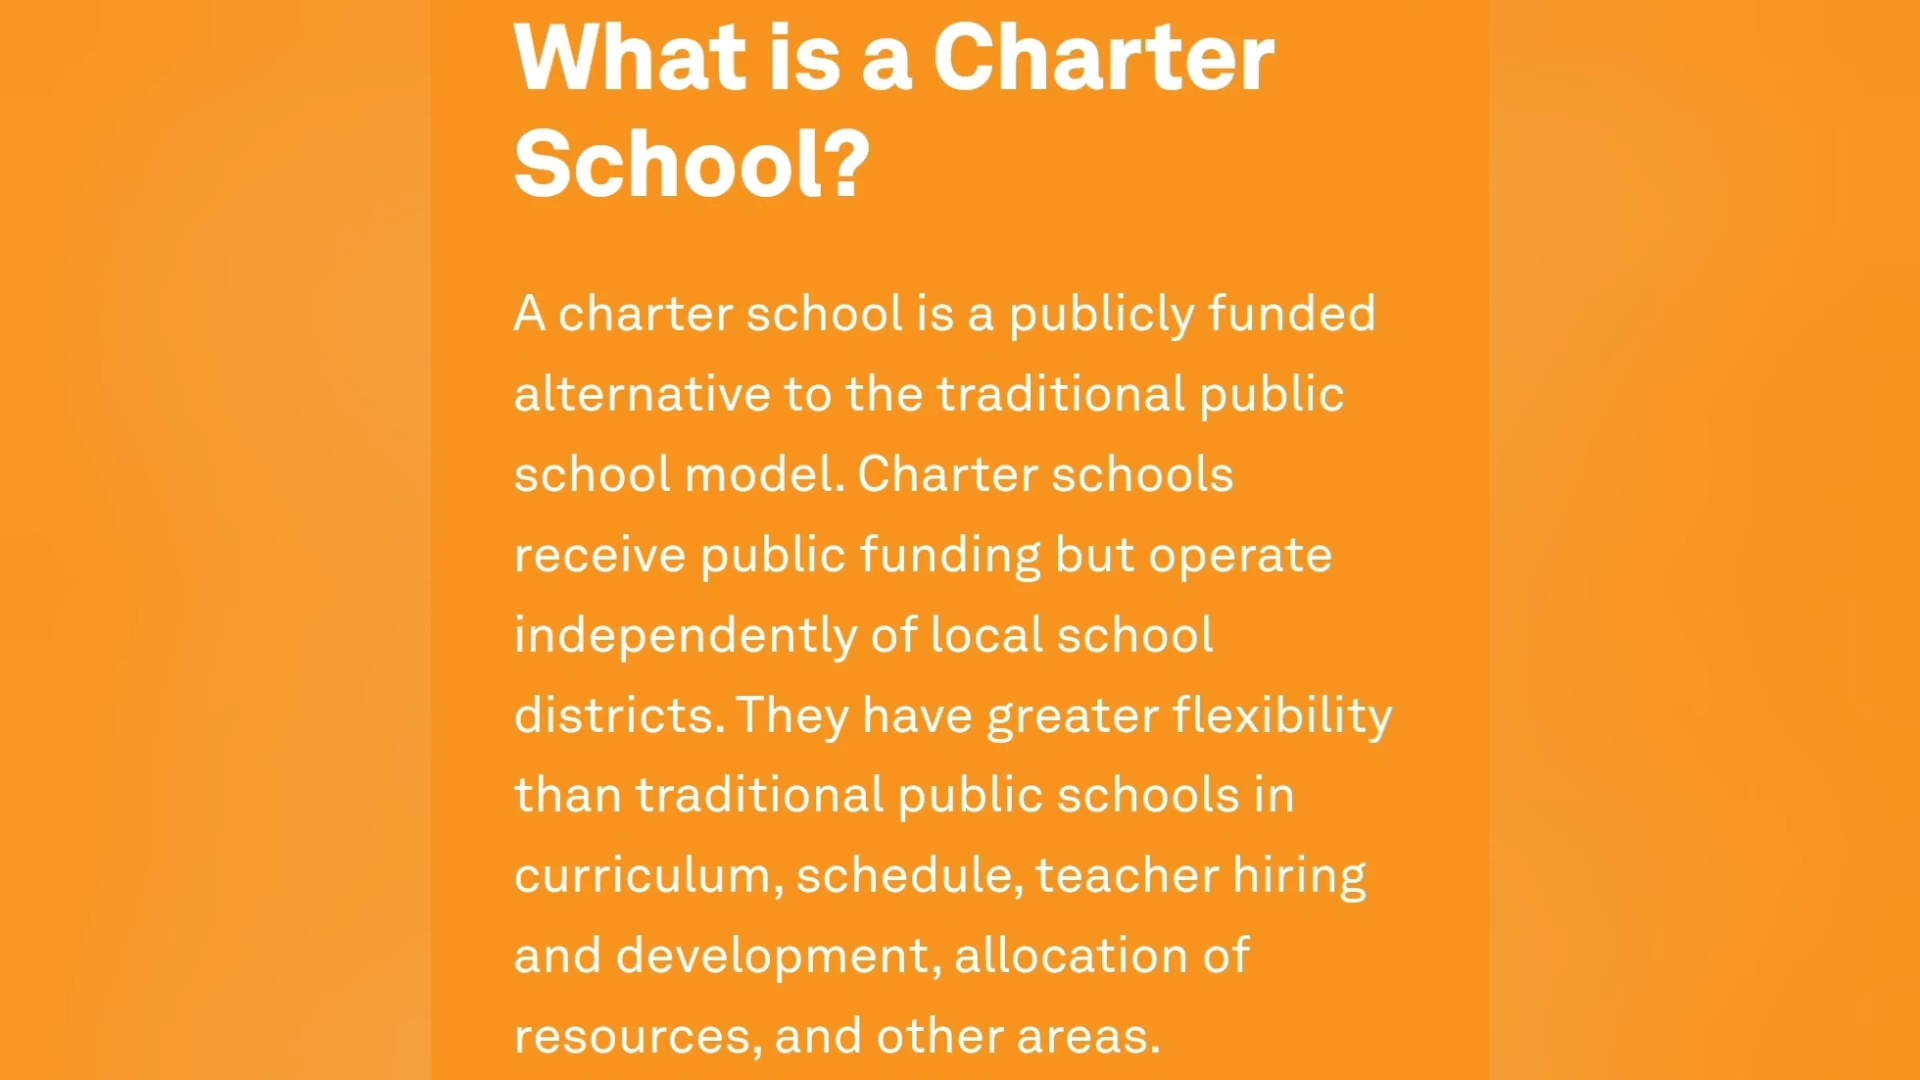 What is a Charter
School?
A charter school is a publicly funded
alternative to the traditional public
school model. Charter schools
receive public funding but operate
independently of local school
districts. They have greater flexibility
than traditional public schools in
curriculum, schedule, teacher hiring
and development, allocation of
resources, and other areas.